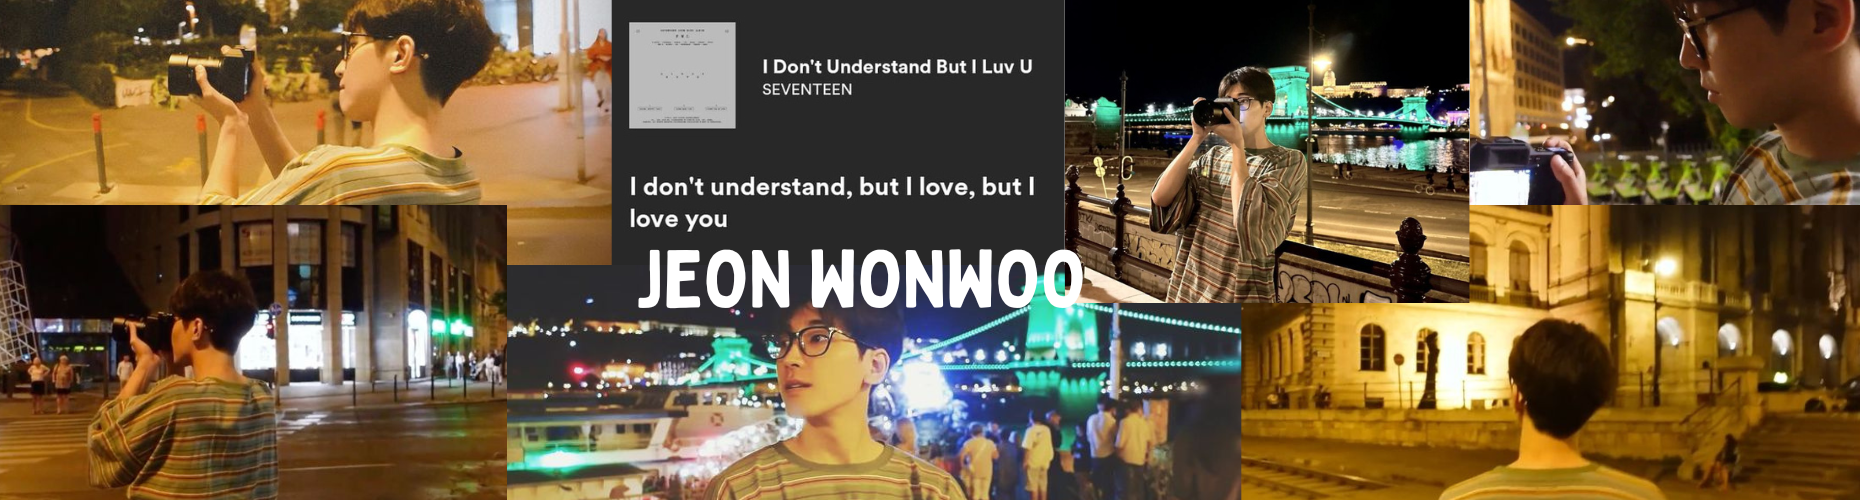 I Don't Understand But I Luv U
SEVENTEEN
I don't understand, but I love, but I
love you
JEON WONWOO